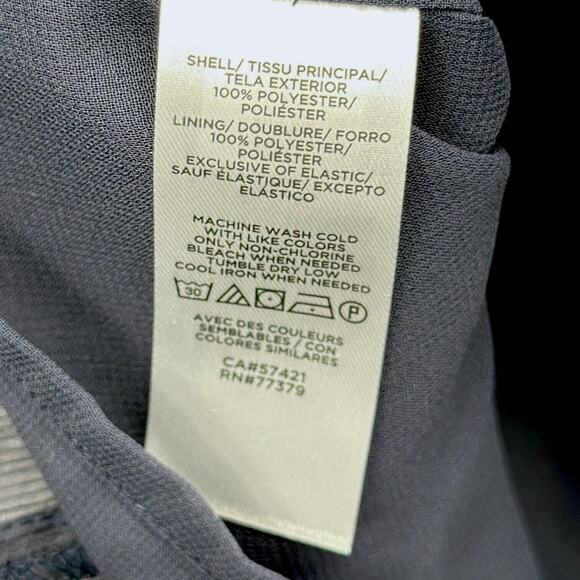 SHELL/ TISSU PRINCIPAL/
TELA EXTERIOR
100% POLYESTER/
POLIÉSTER
LINING/ DOUBLURE/ FORRO
100% POLYESTER/
POLIÉSTER
EXCLUSIVE OF ELASTIC/
SAUF ÉLASTIQUE/ EXCEPTO
ELÁSTICO
MACHINE WASH COLD
WITH LIKE COLORS
ONLY NON-CHLORINE
BLEACH WHEN NEEDED
TUMBLE DRY LOW
COOL IRON WHEN NEEDED
30 P
AVEC DES COULEURS
SEMBLABLES / CON
COLORES SIMILARES
CA#57421
RN#77379